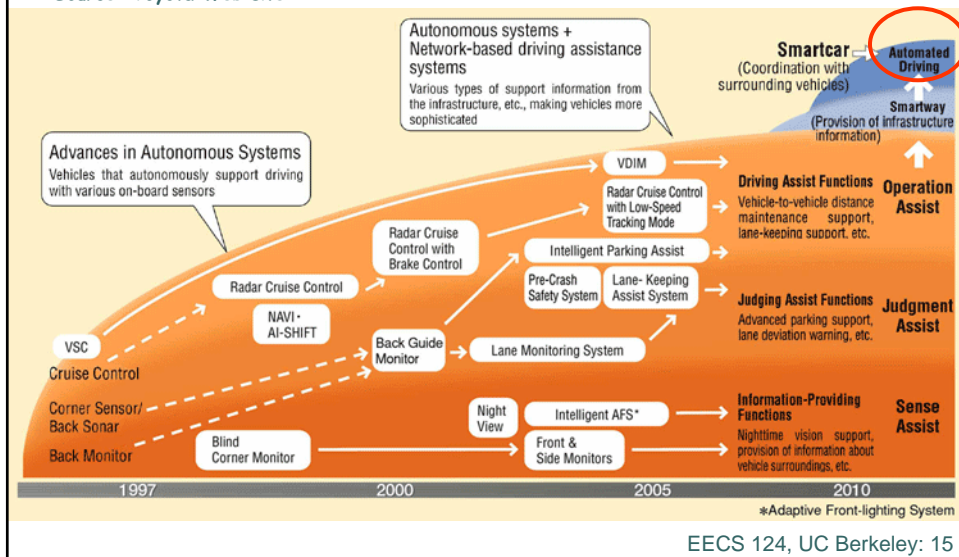 Autonomous systems +
Network-based driving assistance
systems
Various types of support information from
the infrastructure, etc., making vehicles more
sophisticated
Smartcar
(Coordination with
surrounding vehicles)
Automated
Driving
Smartway
(Provision of infrastructure
information)
Advances in Autonomous Systems
Vehicles that autonomously support driving
with various on-board sensors
VDIM
Driving Assist Functions
Vehicle-to-vehicle distance
maintenance support,
lane-keeping support, etc.
Operation
Assist
Radar Cruise Control
with Low-Speed
Tracking Mode
Radar Cruise
Control with
Brake Control
Intelligent Parking Assist
Radar Cruise Control
Pre-Crash
Safety System
Lane- Keeping
Assist System
Judging Assist Functions
Advanced parking support,
lane deviation warning, etc.
Judgment
Assist
NAVI·
AI-SHIFT
VSC
Cruise Control
Back Guide
Monitor
Lane Monitoring System
Corner Sensor/
Back Sonar
Back Monitor
Night
View
Intelligent AFS*
Information-Providing
Functions
Nighttime vision support,
provision of information about
vehicle surroundings, etc.
Sense
Assist
Blind
Corner Monitor
Front &
Side Monitors
1997
2000
2005
2010
*Adaptive Front-lighting System
EECS 124, UC Berkeley: 15